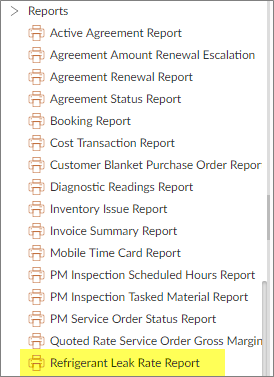 Reports
Active Agreement Report
Agreement Amount Renewal Escalation
Agreement Renewal Report
Agreement Status Report
Booking Report
Cost Transaction Report
Customer Blanket Purchase Order Repor
Diagnostic Readings Report
Inventory Issue Report
Invoice Summary Report
Mobile Time Card Report
PM Inspection Scheduled Hours Report
PM Inspection Tasked Material Report
PM Service Order Status Report
Quoted Rate Service Order Gross Margin
Refrigerant Leak Rate Report